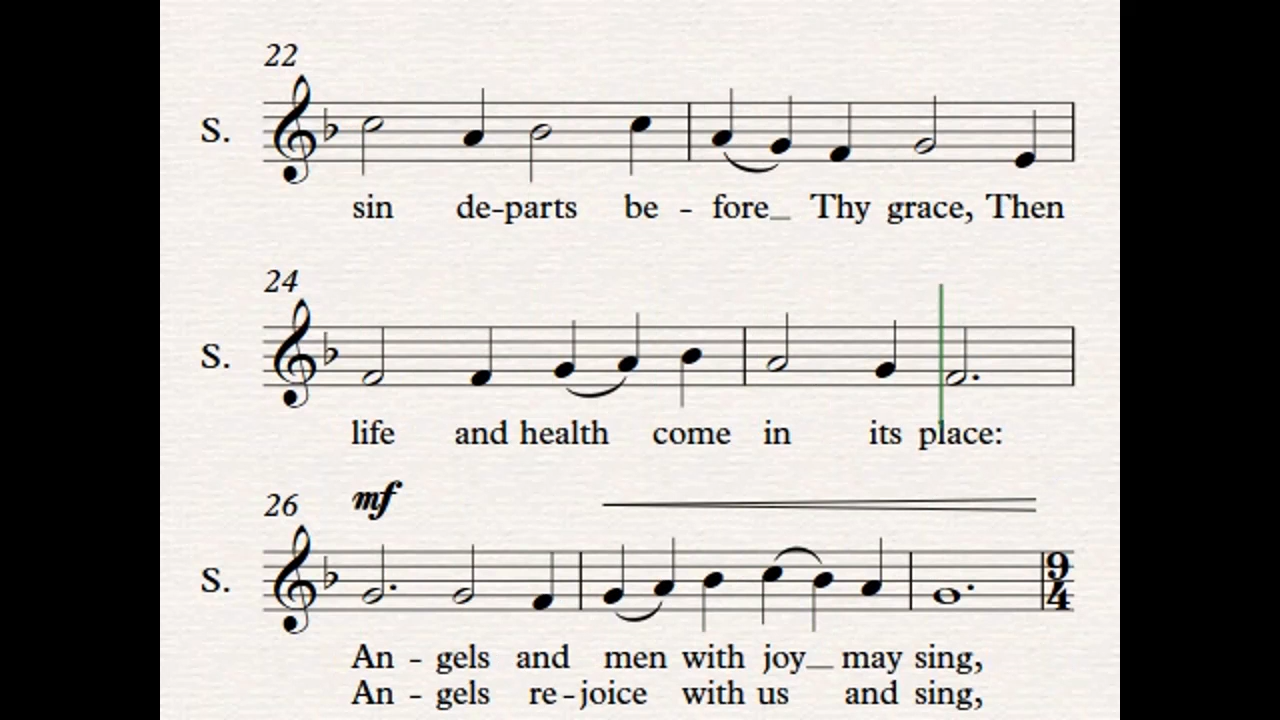 22
S.
sin de-parts be - fore_ Thy grace, Then
24
S.
life and health come in its place:
26 mf
S. 9 4
An - gels and men with joy_ may sing,
An - gels re - joice with us and sing,